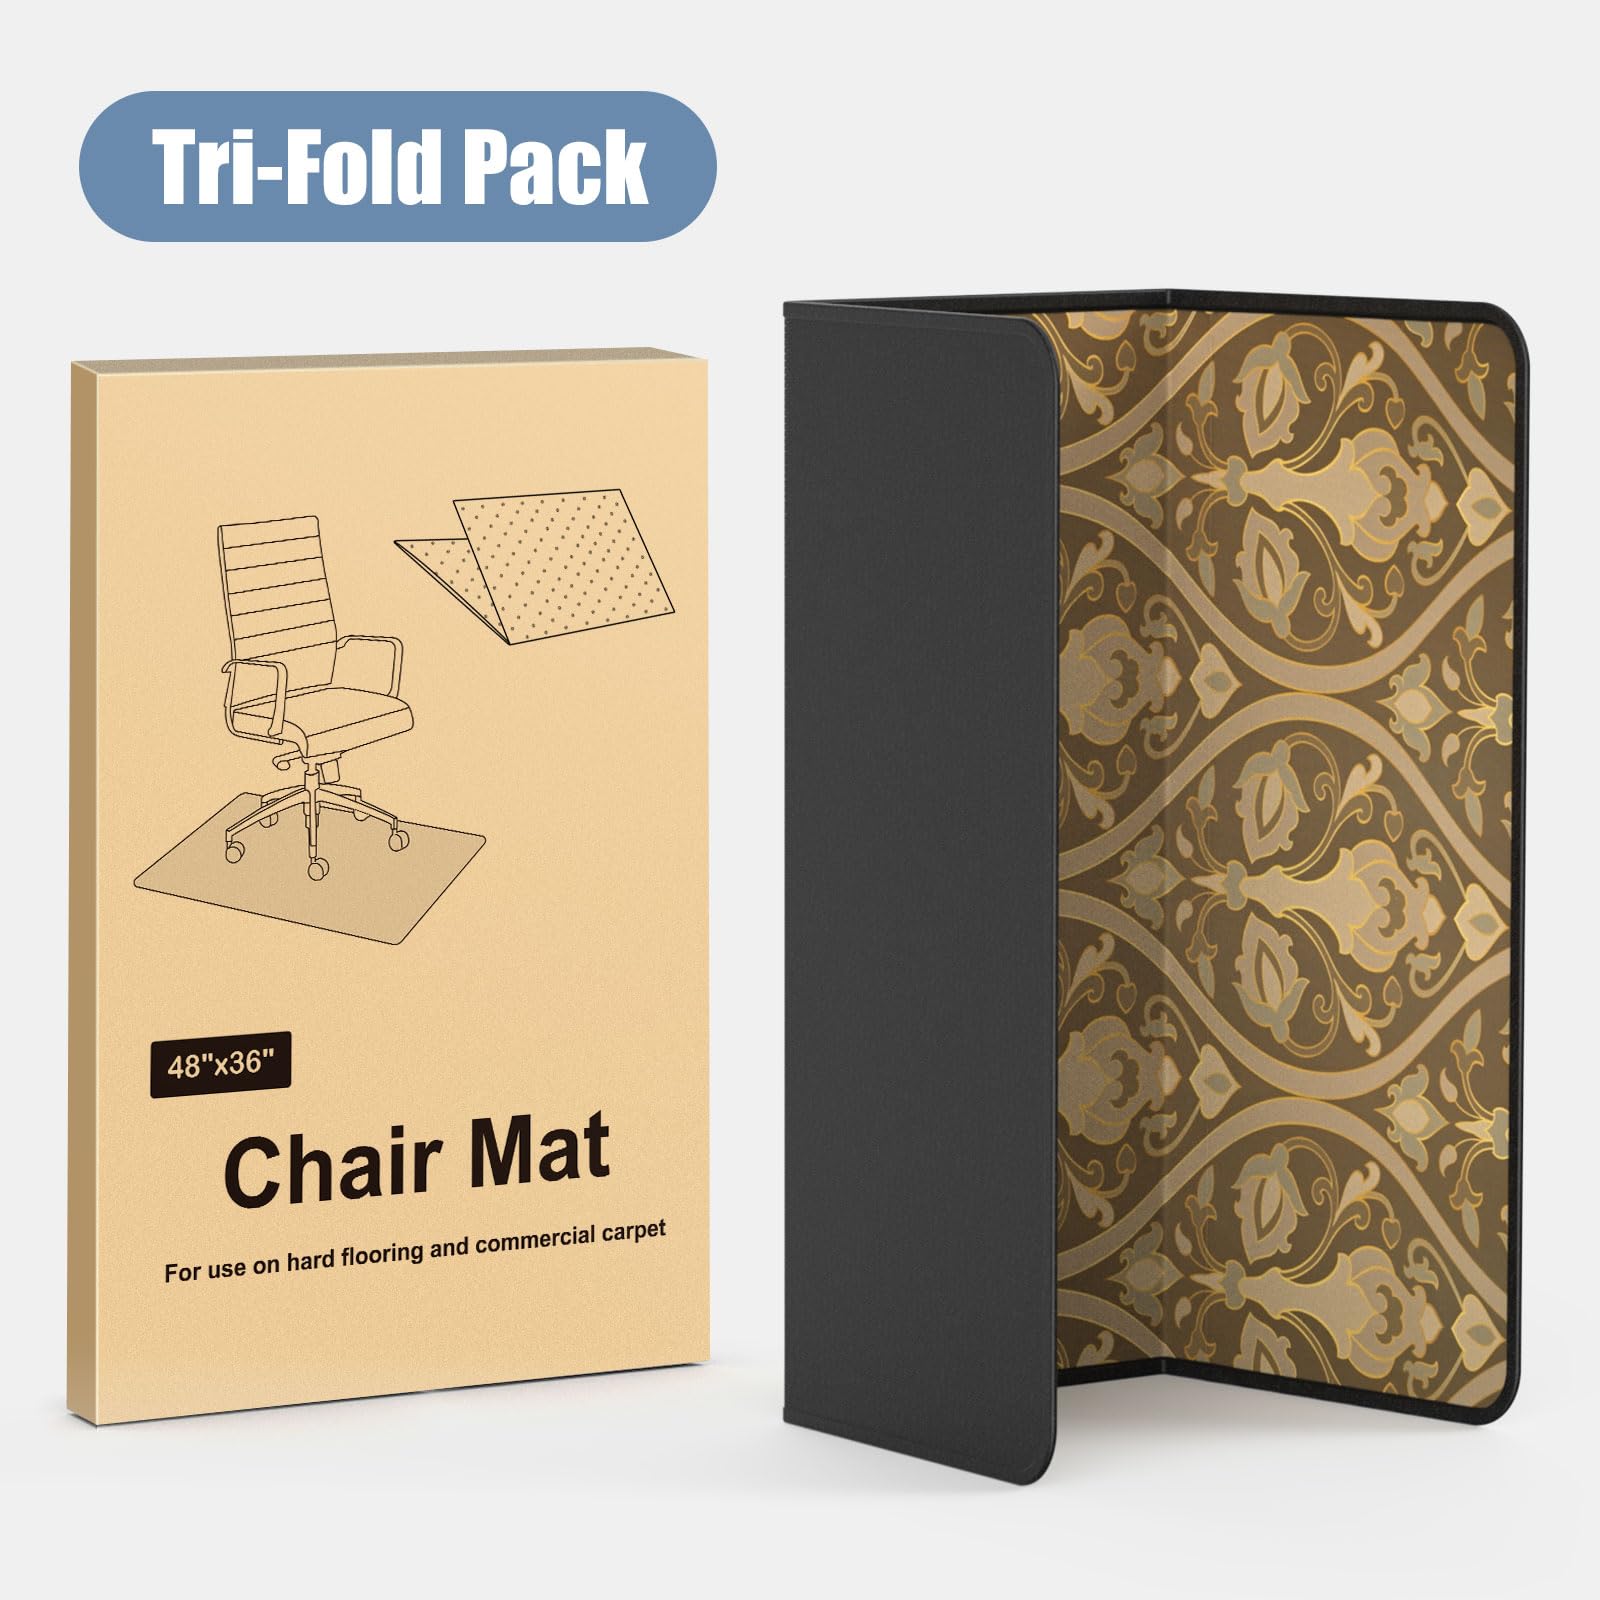 Tri-Fold Pack
48"x36"
Chair Mat
For use on hard flooring and commercial carpet